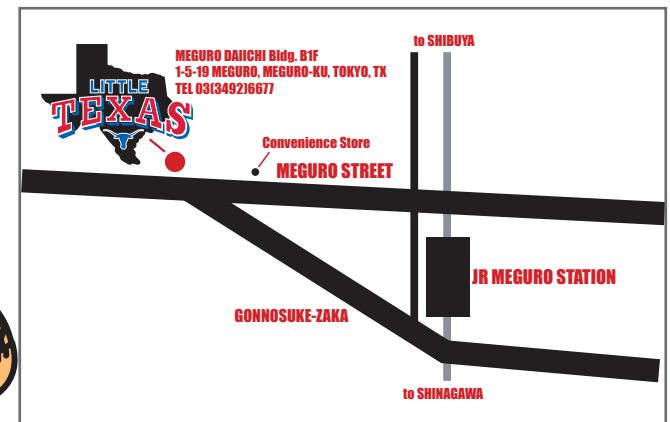 to SHIBUYA
MEGURO DAIICHI Bldg. B1F
1-5-19 MEGURO, MEGURO-KU, TOKYO, TX
TEL 03(3492)6677
LITTLE
TEXAS
Convenience Store
MEGURO STREET
JR MEGURO STATION
GONNOSUKE-ZAKA
to SHINAGAWA